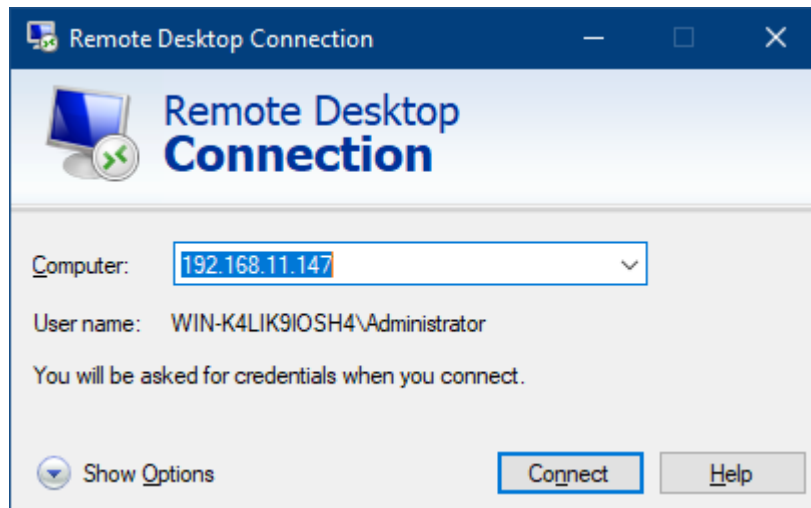 Remote Desktop Connection
Remote Desktop
Connection
Computer: 192.168.11.147
User name: WIN-K4LIK9IOSH4\Administrator
You will be asked for credentials when you connect.
Show Options Connect Help